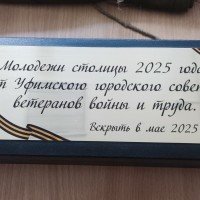 Молодежи столицы 2025 года
Уфимского городского совет
ветеранов войны и труда.
Вскрыть в мае 2025